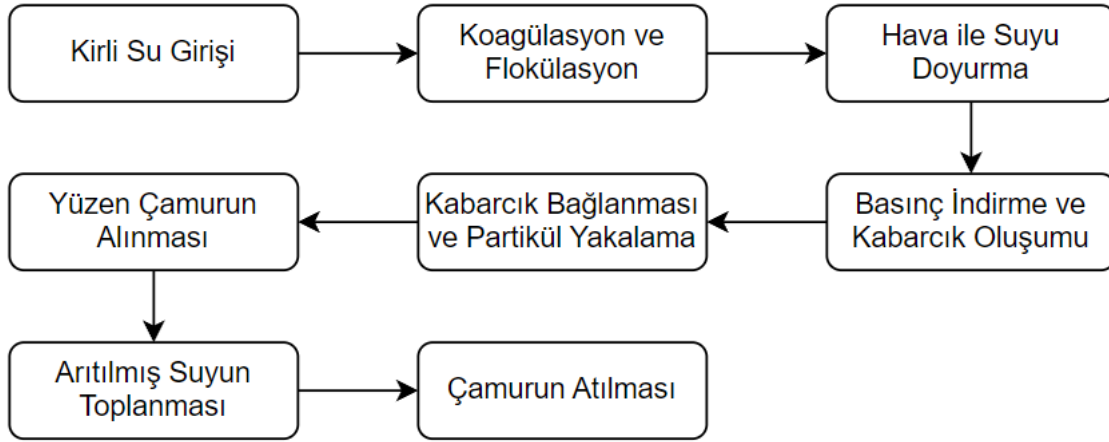 Kirli Su Girişi
Koagülasyon ve
Flokülasyon
Hava ile Suyu
Doyurma
Basınç İndirme ve
Kabarcık Oluşumu
Kabarcık Bağlanması
ve Partikül Yakalama
Yüzen Çamurun
Alınması
Arıtılmış Suyun
Toplanması
Çamurun Atılması